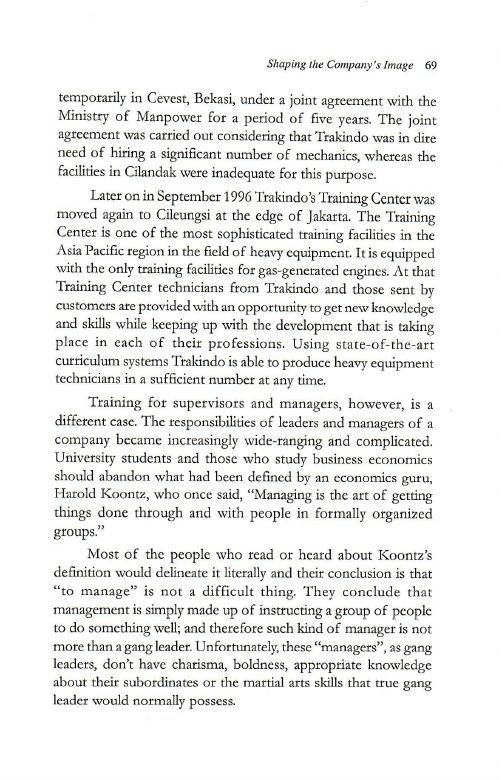 Shaping the Company's Image 69
temporarily in Cevest, Bekasi, under a joint agreement with the
Ministry of Manpower for a period of five years. The joint
agreement was carried out considering that Trakindo was in dire
need of hiring a significant number of mechanics, whereas the
facilities in Cilandak were inadequate for this purpose.
Later on in September 1996 Trakindo's Training Center was
moved again to Cileungsi at the edge of Jakarta. The Training
Center is one of the most sophisticated training facilities in the
Asia Pacific region in the field of heavy equipment. It is equipped
with the only training facilities for gas-generated engines. At that
Training Center technicians from Trakindo and those sent by
customers are provided with an opportunity to get new knowledge
and skills while keeping up with the development that is taking
place in each of their professions. Using state-of-the-art
curriculum systems Trakindo is able to produce heavy equipment
technicians in a sufficient number at any time.
Training for supervisors and managers, however, is a
different case. The responsibilities of leaders and managers of a
company became increasingly wide-ranging and complicated.
University students and those who study business economics
should abandon what had been defined by an economics guru,
Harold Koontz, who once said, “Managing is the art of getting
things done through and with people in formally organized
groups.”
Most of the people who read or heard about Koontz's
definition would delineate it literally and their conclusion is that
“to manage” is not a difficult thing. They conclude that
management is simply made up of instructing a group of people
to do something well; and therefore such kind of manager is not
more than a gang leader. Unfortunately, these “managers”, as gang
leaders, don't have charisma, boldness, appropriate knowledge
about their subordinates or the martial arts skills that true gang
leader would normally possess.